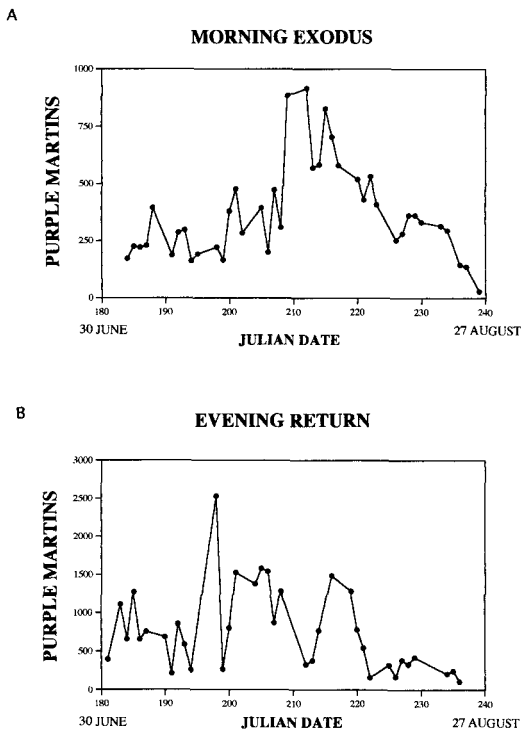 A
MORNING EXODUS
PURPLE MARTINS
1000
750
500
250
0
180 190 200 210 220 230 240
30 JUNE JULIAN DATE 27 AUGUST
B
EVENING RETURN
PURPLE MARTINS
3000
2500
2000
1500
1000
500
0
180 190 200 210 220 230 240
30 JUNE JULIAN DATE 27 AUGUST